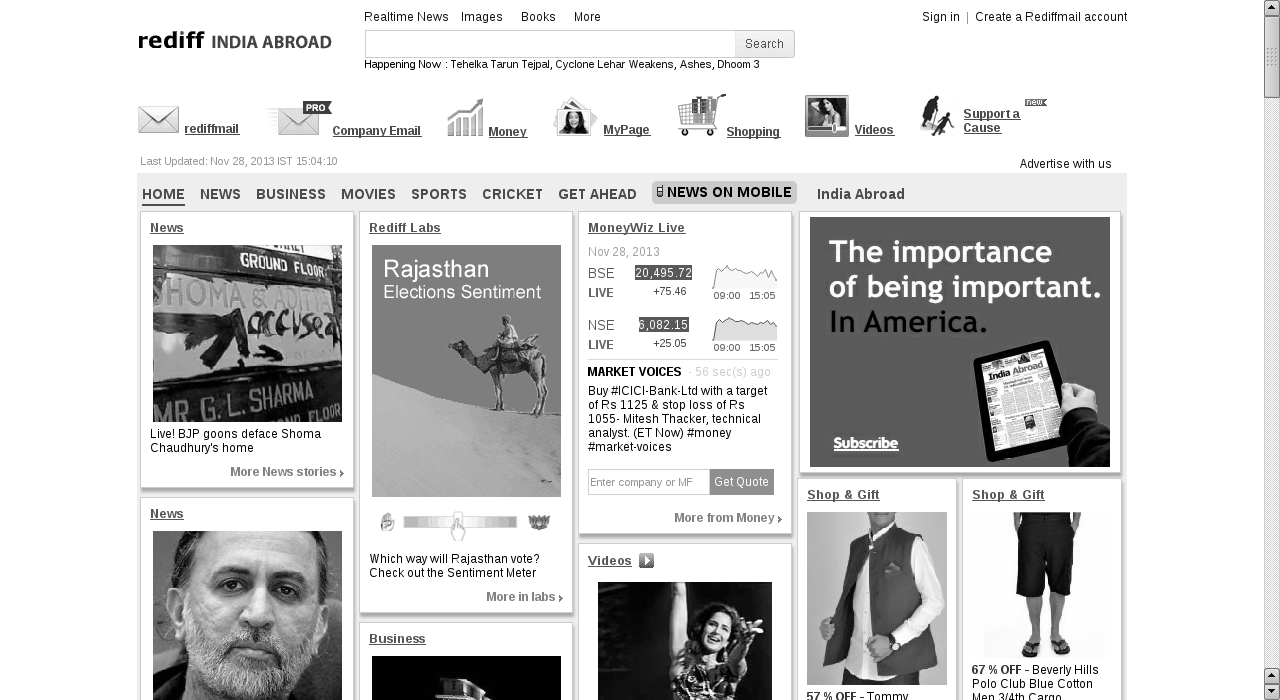 Realtime News Images Books More
Sign in | Create a Rediffmail account
rediff INDIA ABROAD
Search
Happening Now : Tehelka Tarun Tejpal, Cyclone Lehar Weakens, Ashes, Dhoom 3
rediffmail
PRO
Company Email
Money
MyPage
Shopping
Videos
new
Support a
Cause
Last Updated: Nov 28, 2013 IST 15:04:10
Advertise with us
HOME NEWS BUSINESS MOVIES SPORTS CRICKET GET AHEAD NEWS ON MOBILE India Abroad
News
GROUND FLOOR
SHOMA & ADITI
accused
MR. G. L. SHARMA
GROUND FLOOR
Live! BJP goons deface Shoma
Chaudhury's home
More News stories
News
Rediff Labs
Rajasthan
Elections Sentiment
Which way will Rajasthan vote?
Check out the Sentiment Meter
More in labs
Business
MoneyWiz Live
Nov 28, 2013
BSE 20,495.72
LIVE +75.46
09:00 15:05
NSE 6,082.15
LIVE +25.05
09:00 15:05
MARKET VOICES - 56 sec(s) ago
Buy #ICICI-Bank-Ltd with a target
of Rs 1125 & stop loss of Rs
1055- Mitesh Thacker, technical
analyst. (ET Now) #money
#market-voices
Enter company or MF Get Quote
More from Money
Videos
The importance
of being important.
In America.
India Abroad
Subscribe
Shop & Gift
57 % OFF - Tommy
Shop & Gift
67 % OFF - Beverly Hills
Polo Club Blue Cotton
Men 3/4th Cargo